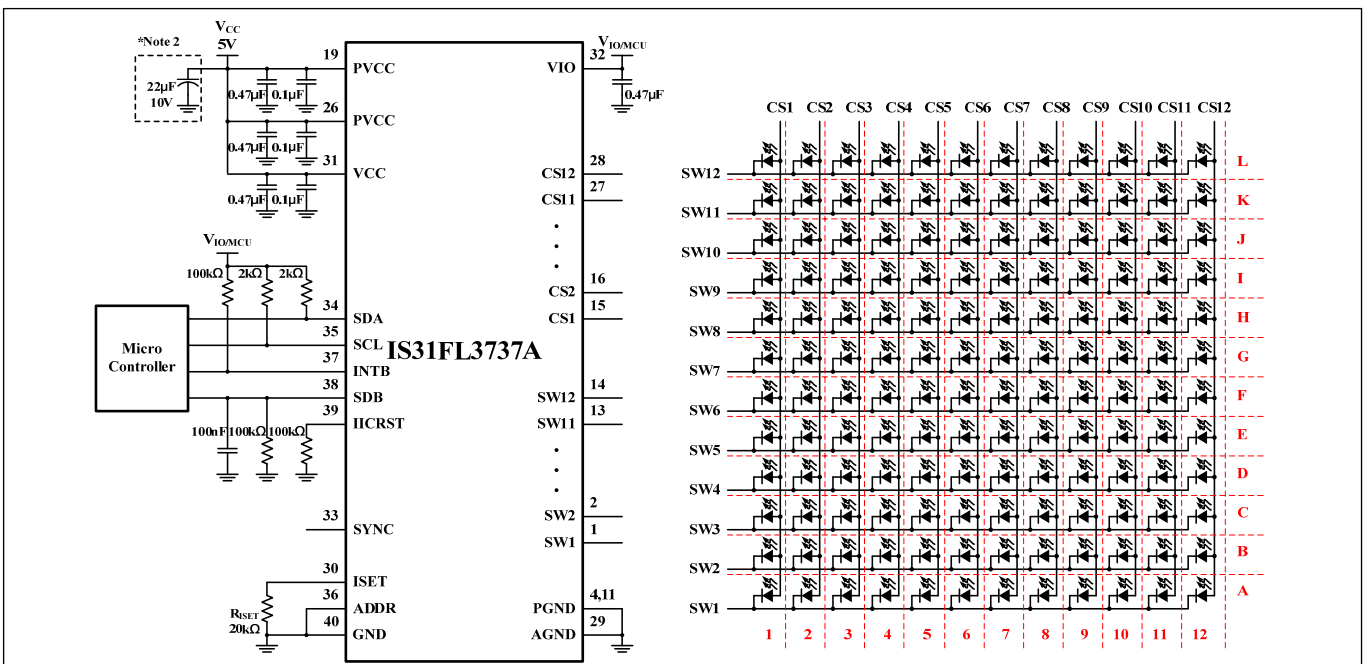 *Note 2
V_CC
5V
22µF
10V
0.47µF 0.1µF
0.47µF 0.1µF
0.47µF 0.1µF
19
PVCC
26
PVCC
31
VCC
V_IO/MCU
100kΩ 2kΩ 2kΩ
Micro
Controller
34
SDA
35
SCL
37
INTB
38
SDB
39
IICRST
100nF 100kΩ 100kΩ
33
SYNC
30
ISET
36
ADDR
40
GND
R_ISET
20kΩ
IS31FL3737A
V_IO/MCU
32
VIO
0.47µF
28
CS12
27
CS11
16
CS2
15
CS1
14
SW12
13
SW11
2
SW2
1
SW1
4,11
PGND
29
AGND
CS1 CS2 CS3 CS4 CS5 CS6 CS7 CS8 CS9 CS10 CS11 CS12
SW12 L
SW11 K
SW10 J
SW9 I
SW8 H
SW7 G
SW6 F
SW5 E
SW4 D
SW3 C
SW2 B
SW1 A
1 2 3 4 5 6 7 8 9 10 11 12